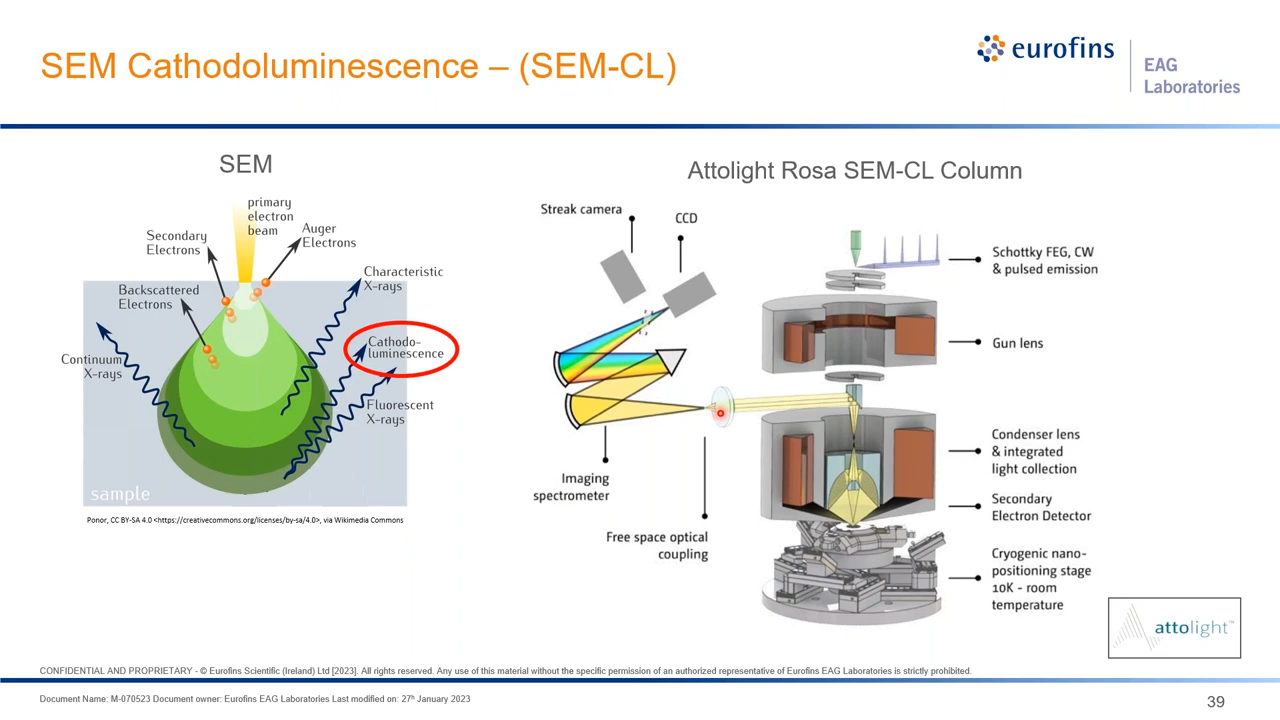 SEM Cathodoluminescence – (SEM-CL)
eurofins
EAG
Laboratories
SEM
primary
electron
beam
Secondary
Electrons
Auger
Electrons
Backscattered
Electrons
Characteristic
X-rays
Cathodo-
luminescence
Continuum
X-rays
Fluorescent
X-rays
sample
Ponor, CC BY-SA 4.0 <https://creativecommons.org/licenses/by-sa/4.0>, via Wikimedia Commons
Attolight Rosa SEM-CL Column
Streak camera
CCD
Imaging
spectrometer
Free space optical
coupling
Schottky FEG, CW
& pulsed emission
Gun lens
Condenser lens
& integrated
light collection
Secondary
Electron Detector
Cryogenic nano-
positioning stage
10K - room
temperature
attolight™
CONFIDENTIAL AND PROPRIETARY - © Eurofins Scientific (Ireland) Ltd [2023]. All rights reserved. Any use of this material without the specific permission of an authorized representative of Eurofins EAG Laboratories is strictly prohibited.
Document Name: M-070523 Document owner: Eurofins EAG Laboratories Last modified on: 27th January 2023
39